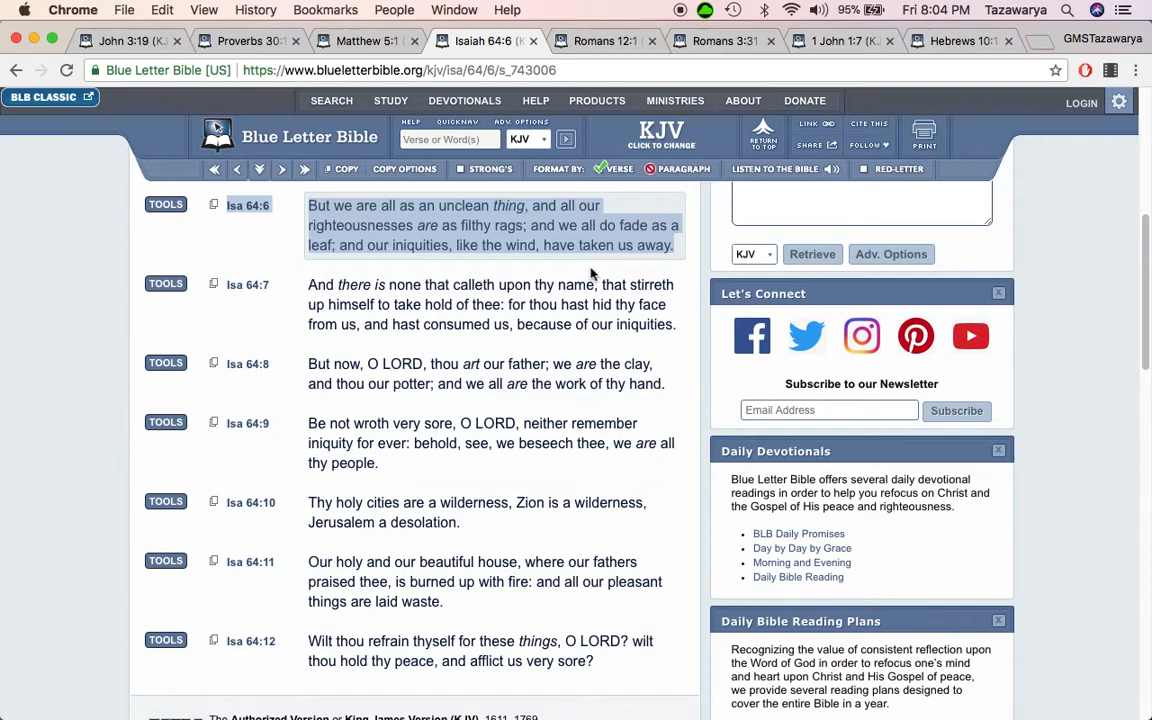 Chrome File Edit View History Bookmarks People Window Help 95% Fri 8:04 PM Tazawarya
John 3:19 (K Proverbs 30: Matthew 5:1 ( Isaiah 64:6 ( Romans 12:1 Romans 3:31 1 John 1:7 (K Hebrews 10:1 GMSTazawarya
Blue Letter Bible [US] https://www.blueletterbible.org/kjv/isa/64/6/s_743006
BLB CLASSIC
SEARCH STUDY DEVOTIONALS HELP PRODUCTS MINISTRIES ABOUT DONATE LOGIN
Blue Letter Bible
HELP QUICKNAV ADV. OPTIONS
Verse or Word(s) KJV
KJV
CLICK TO CHANGE
RETURN
TO TOP
LINK CITE THIS
SHARE FOLLOW
PRINT
COPY COPY OPTIONS STRONG'S FORMAT BY: VERSE PARAGRAPH LISTEN TO THE BIBLE RED-LETTER
TOOLS Isa 64:6 But we are all as an unclean thing, and all our
righteousnesses are as filthy rags; and we all do fade as a
leaf; and our iniquities, like the wind, have taken us away.
TOOLS Isa 64:7 And there is none that calleth upon thy name, that stirreth
up himself to take hold of thee: for thou hast hid thy face
from us, and hast consumed us, because of our iniquities.
TOOLS Isa 64:8 But now, O LORD, thou art our father; we are the clay,
and thou our potter; and we all are the work of thy hand.
TOOLS Isa 64:9 Be not wroth very sore, O LORD, neither remember
iniquity for ever: behold, see, we beseech thee, we are all
thy people.
TOOLS Isa 64:10 Thy holy cities are a wilderness, Zion is a wilderness,
Jerusalem a desolation.
TOOLS Isa 64:11 Our holy and our beautiful house, where our fathers
praised thee, is burned up with fire: and all our pleasant
things are laid waste.
TOOLS Isa 64:12 Wilt thou refrain thyself for these things, O LORD? wilt
thou hold thy peace, and afflict us very sore?
The Authorized Version or King James Version (KJV), 1611, 1769.
KJV Retrieve Adv. Options
Let's Connect X
Subscribe to our Newsletter
Email Address Subscribe
Daily Devotionals X
Blue Letter Bible offers several daily devotional
readings in order to help you refocus on Christ and
the Gospel of His peace and righteousness.
BLB Daily Promises
Day by Day by Grace
Morning and Evening
Daily Bible Reading
Daily Bible Reading Plans X
Recognizing the value of consistent reflection upon
the Word of God in order to refocus one's mind
and heart upon Christ and His Gospel of peace,
we provide several reading plans designed to
cover the entire Bible in a year.